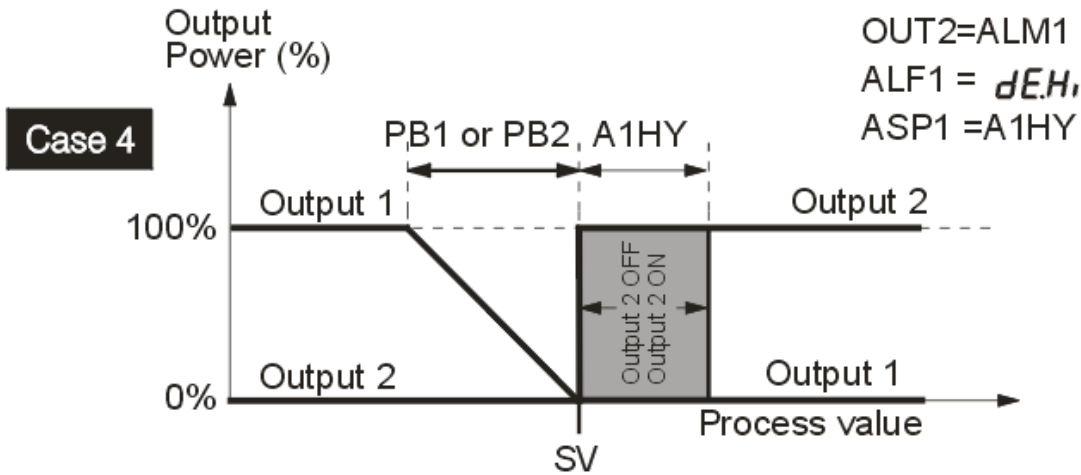 Output
Power (%)
OUT2=ALM1
ALF1 = dE.Hi
ASP1 =A1HY
Case 4
PB1 or PB2
A1HY
Output 1
Output 2
100%
Output 2 OFF
Output 2 ON
Output 2
Output 1
0%
Process value
SV